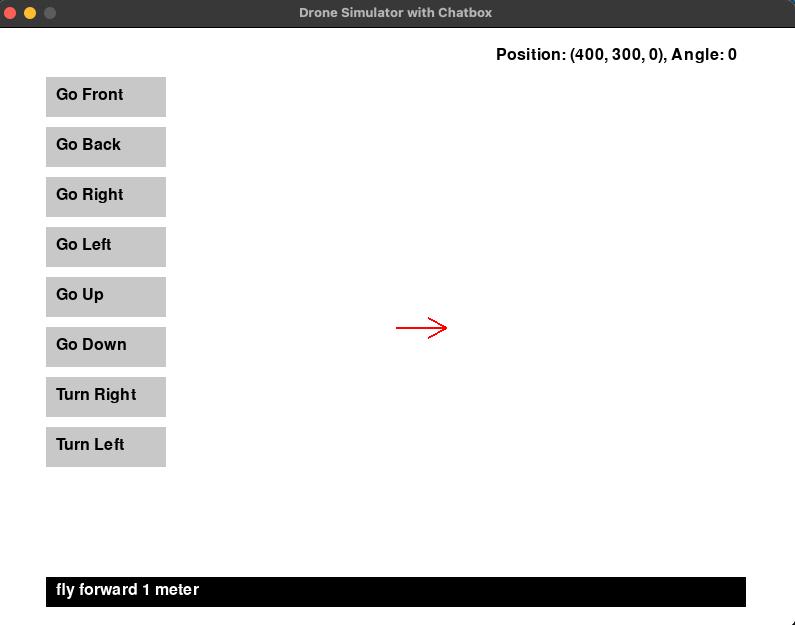 Drone Simulator with Chatbox
Position: (400, 300, 0), Angle: 0
Go Front
Go Back
Go Right
Go Left
Go Up
Go Down
Turn Right
Turn Left
fly forward 1 meter